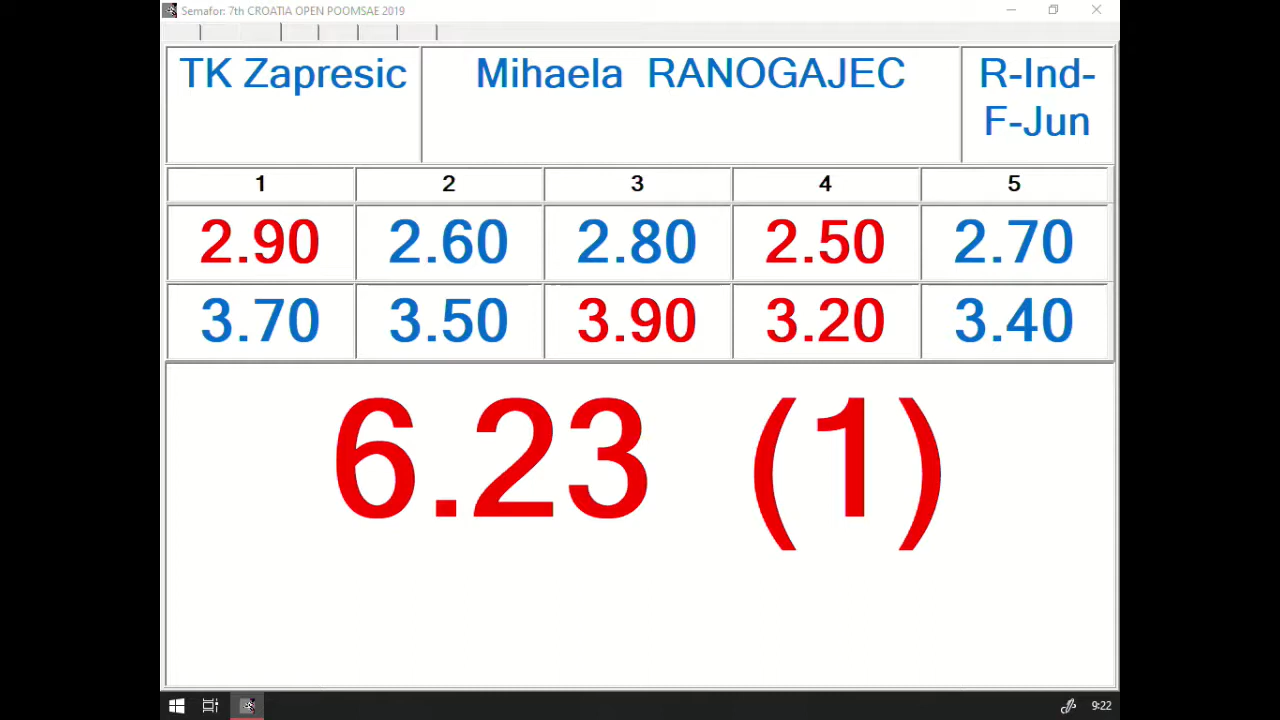 Semafor: 7th CROATIA OPEN POOMSAE 2019
TK Zapresic
Mihaela RANOGAJEC
R-Ind-
F-Jun
1 2 3 4 5
2.90 2.60 2.80 2.50 2.70
3.70 3.50 3.90 3.20 3.40
6.23 (1)
9:22